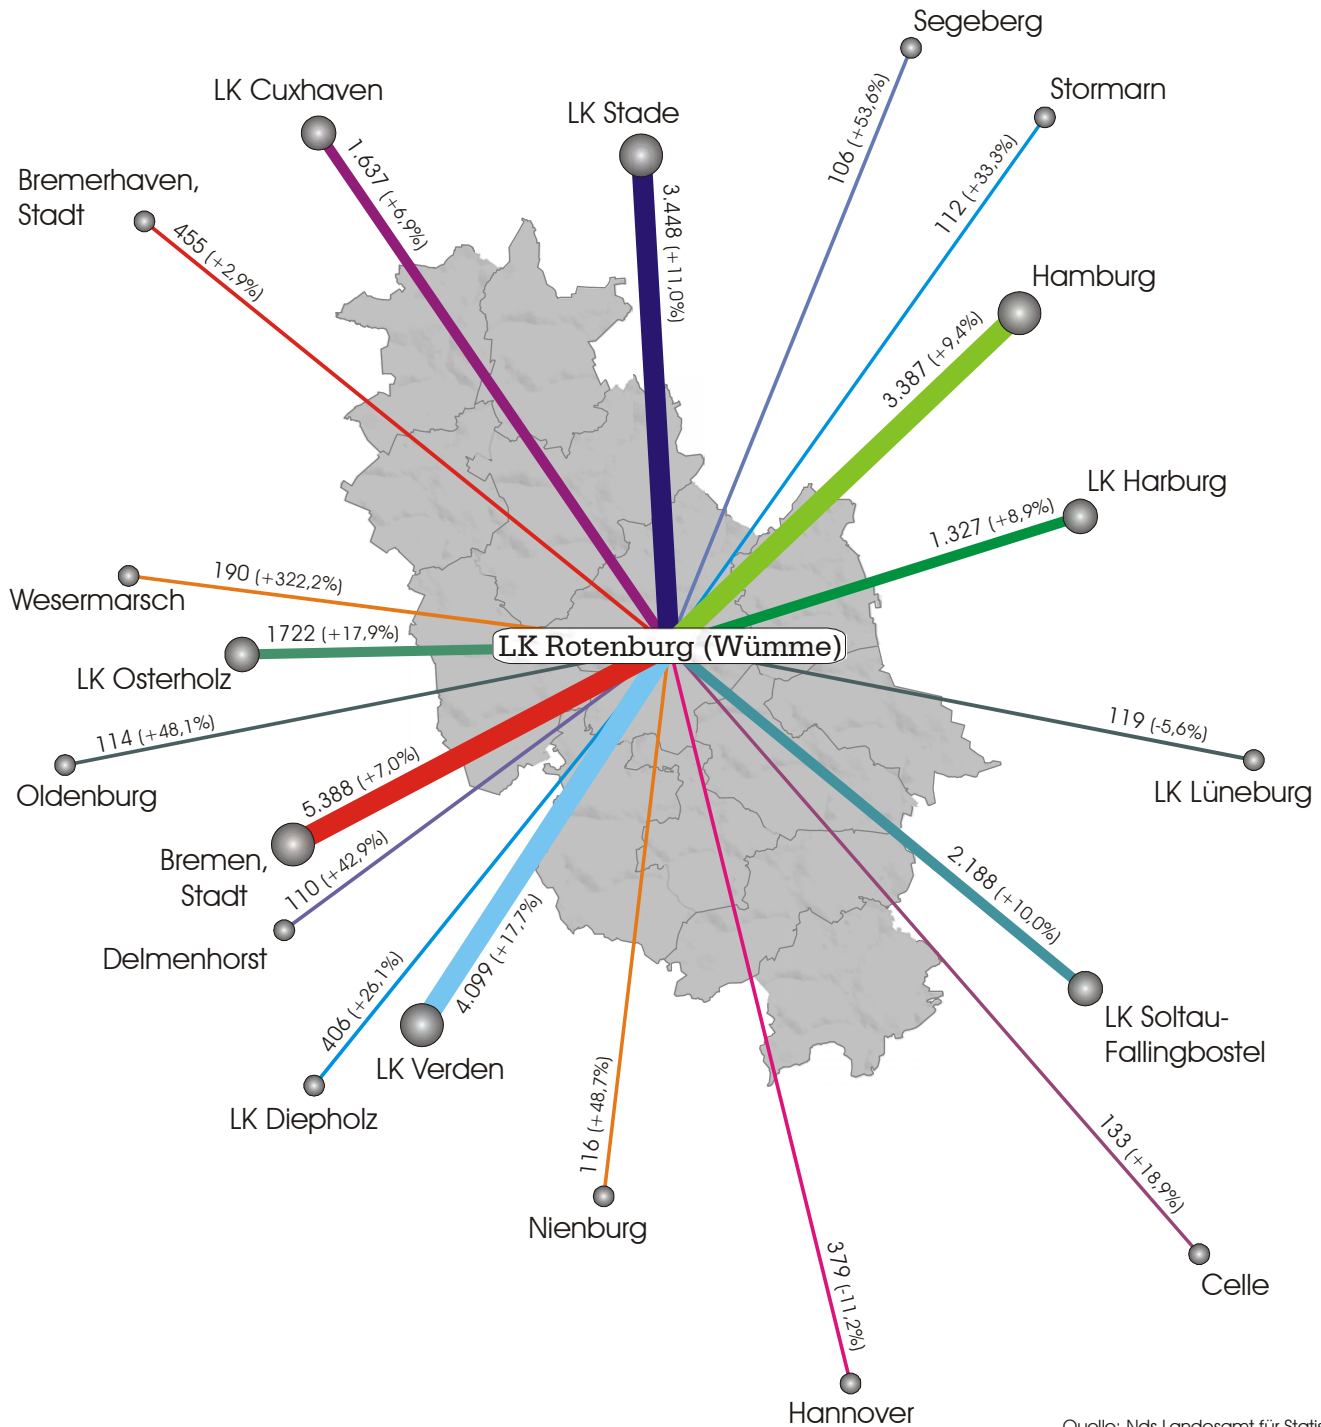 Segeberg
106 (+53,6%)
Stormarn
112 (+33,3%)
LK Cuxhaven
1.637 (+6,9%)
LK Stade
3.448 (+11,0%)
Bremerhaven,
Stadt
455 (+2,9%)
Hamburg
3.387 (+9,4%)
LK Harburg
1.327 (+8,9%)
190 (+322,2%)
Wesermarsch
1722 (+17,9%)
LK Osterholz
LK Rotenburg (Wümme)
114 (+48,1%)
Oldenburg
119 (-5,6%)
LK Lüneburg
5.388 (+7,0%)
Bremen,
Stadt
110 (+42,9%)
Delmenhorst
2.188 (+10,0%)
LK Soltau-
Fallingbostel
406 (+26,1%)
LK Diepholz
4.099 (+17,7%)
LK Verden
116 (+48,7%)
Nienburg
133 (+18,9%)
Celle
379 (-11,2%)
Hannover
Quelle: Nds Landesamt für